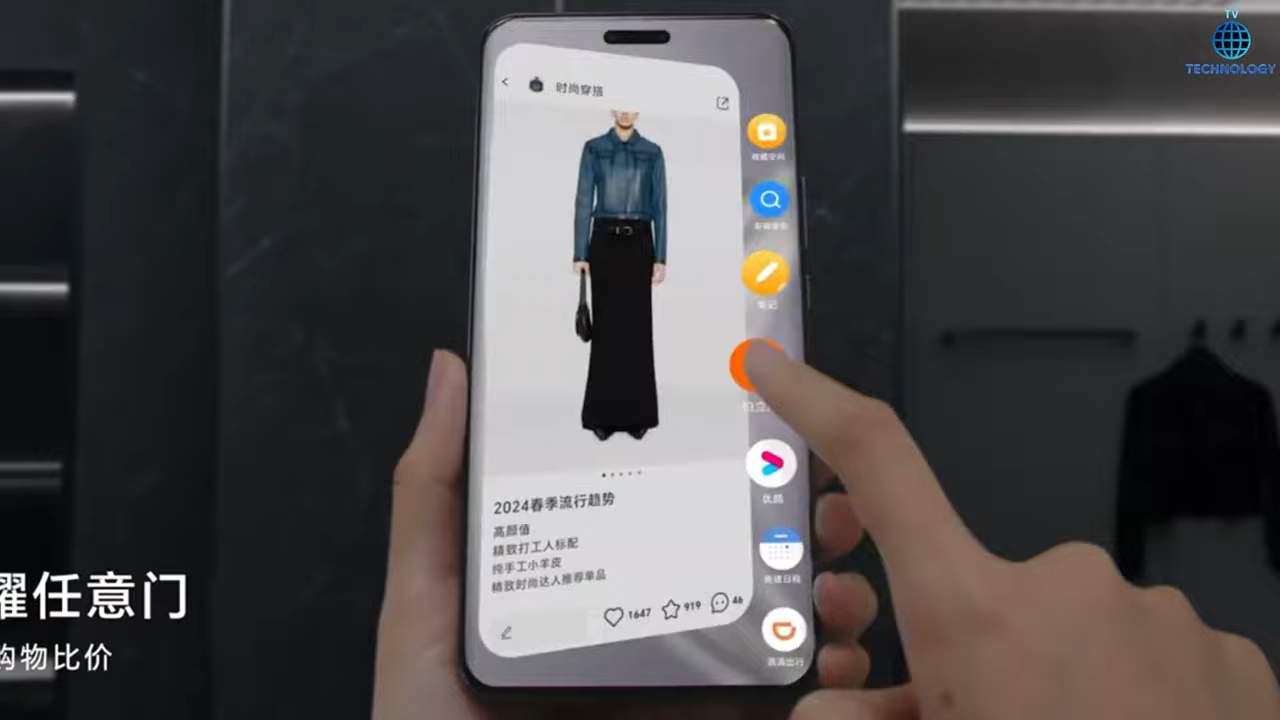 TV
TECHNOLOGY
时尚穿搭
收藏空间
笔记
2024春季流行趋势
高颜值
精致打工人标配
纯手工小羊皮
精致时尚达人推荐单品
1647 919 46
优酷
新建日程
滴滴出行
耀任意门
购物比价